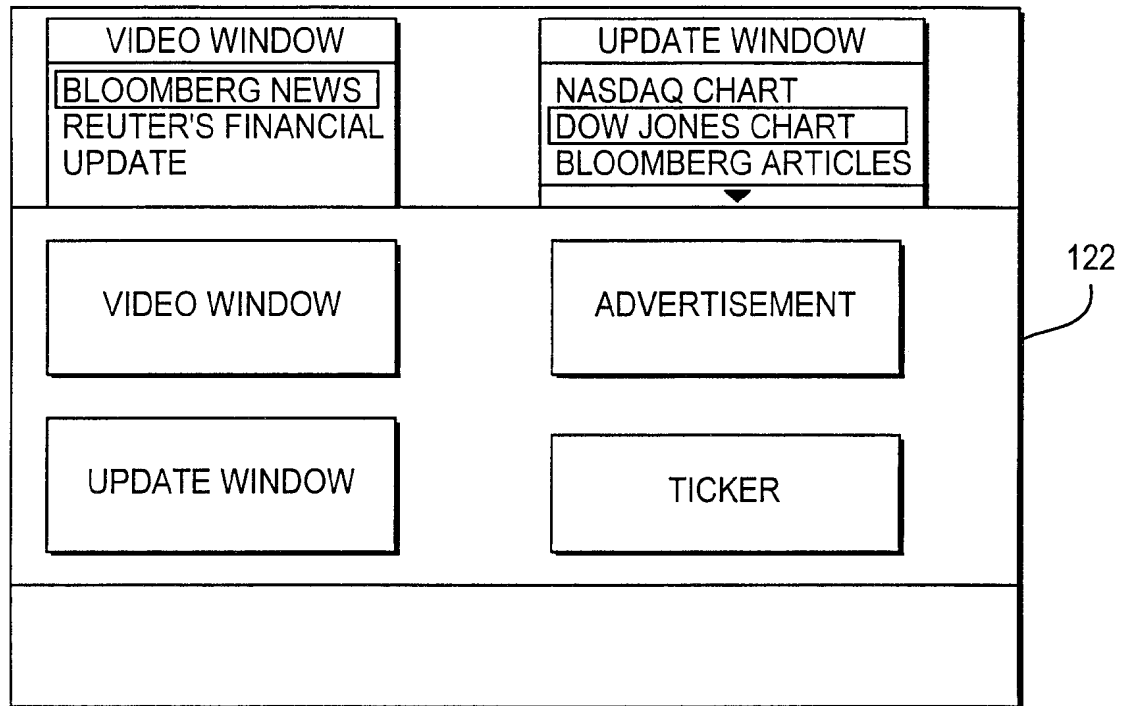 VIDEO WINDOW
BLOOMBERG NEWS
REUTER'S FINANCIAL
UPDATE
UPDATE WINDOW
NASDAQ CHART
DOW JONES CHART
BLOOMBERG ARTICLES
VIDEO WINDOW
ADVERTISEMENT
122
UPDATE WINDOW
TICKER